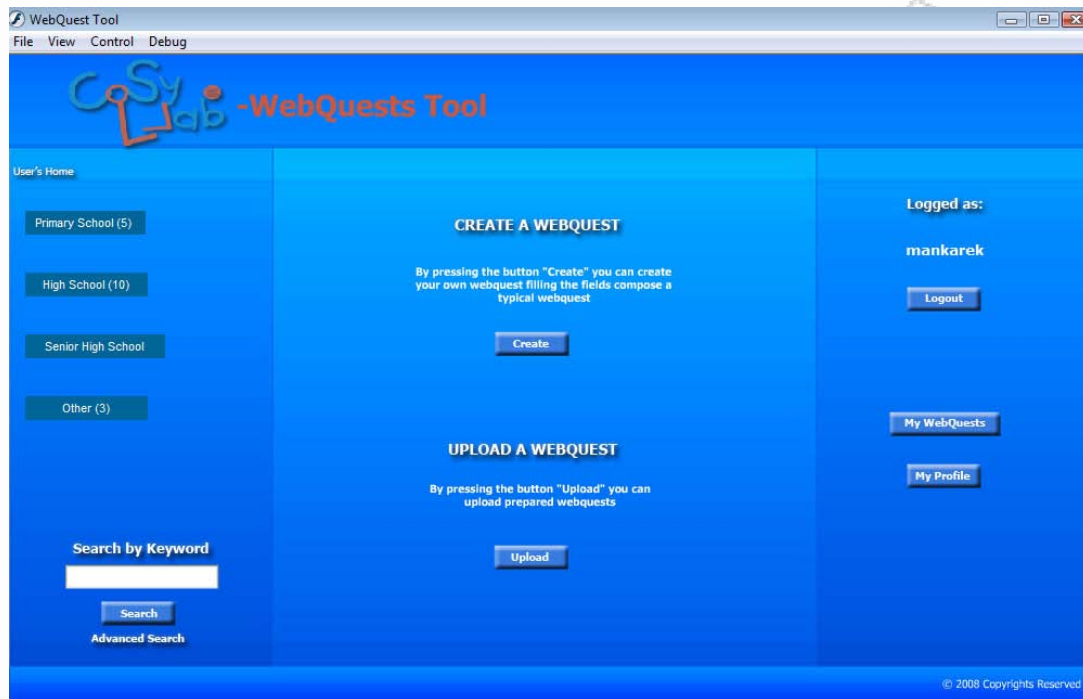 WebQuest Tool
File View Control Debug
CoSy Lab -WebQuests Tool
User's Home
Primary School (5)
High School (10)
Senior High School
Other (3)
Search by Keyword
Search
Advanced Search
CREATE A WEBQUEST
By pressing the button "Create" you can create
your own webquest filling the fields compose a
typical webquest
Create
UPLOAD A WEBQUEST
By pressing the button "Upload" you can
upload prepared webquests
Upload
Logged as:
mankarek
Logout
My WebQuests
My Profile
© 2008 Copyrights Reserved